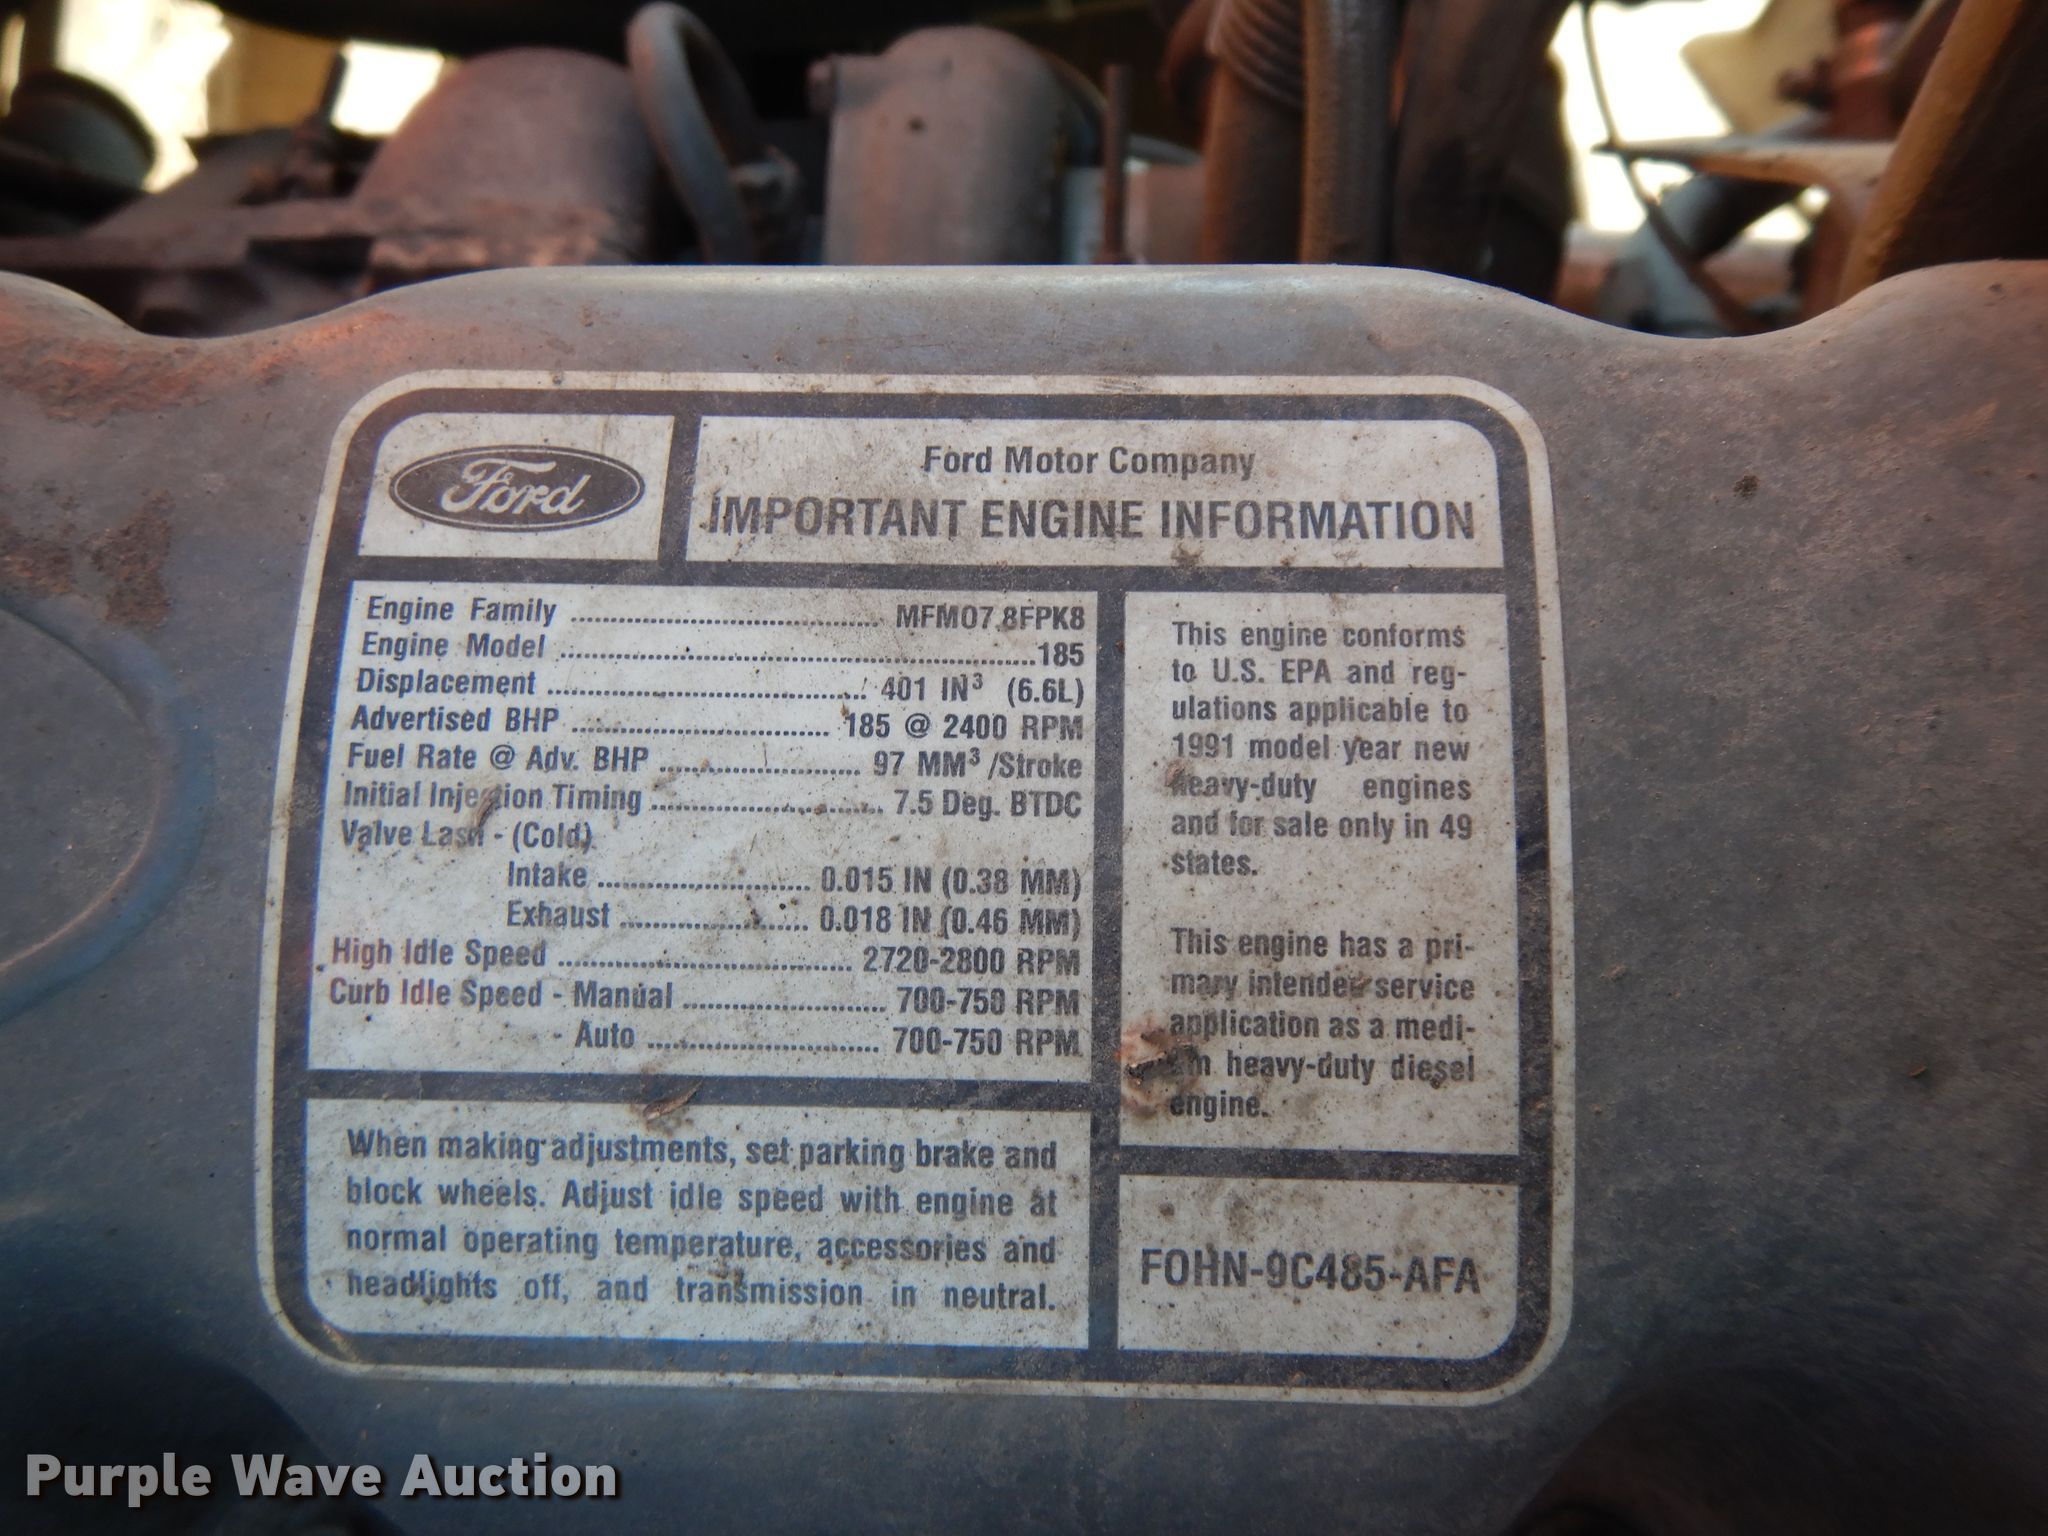 Ford
Ford Motor Company
IMPORTANT ENGINE INFORMATION
Engine Family ................................. MFM07.8FPK8
Engine Model ..................................................185
Displacement .................................. 401 IN³ (6.6L)
Advertised BHP ........................... 185 @ 2400 RPM
Fuel Rate @ Adv. BHP ..................... 97 MM³ /Stroke
Initial Injection Timing ........................ 7.5 Deg. BTDC
Valve Lash - (Cold)
Intake ...................... 0.015 IN (0.38 MM)
Exhaust ................... 0.018 IN (0.46 MM)
High Idle Speed .............................. 2720-2800 RPM
Curb Idle Speed - Manual ..................... 700-750 RPM
- Auto ........................ 700-750 RPM
When making adjustments, set parking brake and
block wheels. Adjust idle speed with engine at
normal operating temperature, accessories and
headlights off, and transmission in neutral.
This engine conforms
to U.S. EPA and reg-
ulations applicable to
1991 model year new
heavy-duty engines
and for sale only in 49
states.
This engine has a pri-
mary intended service
application as a medi-
um heavy-duty diesel
engine.
FOHN-9C485-AFA
Purple Wave Auction